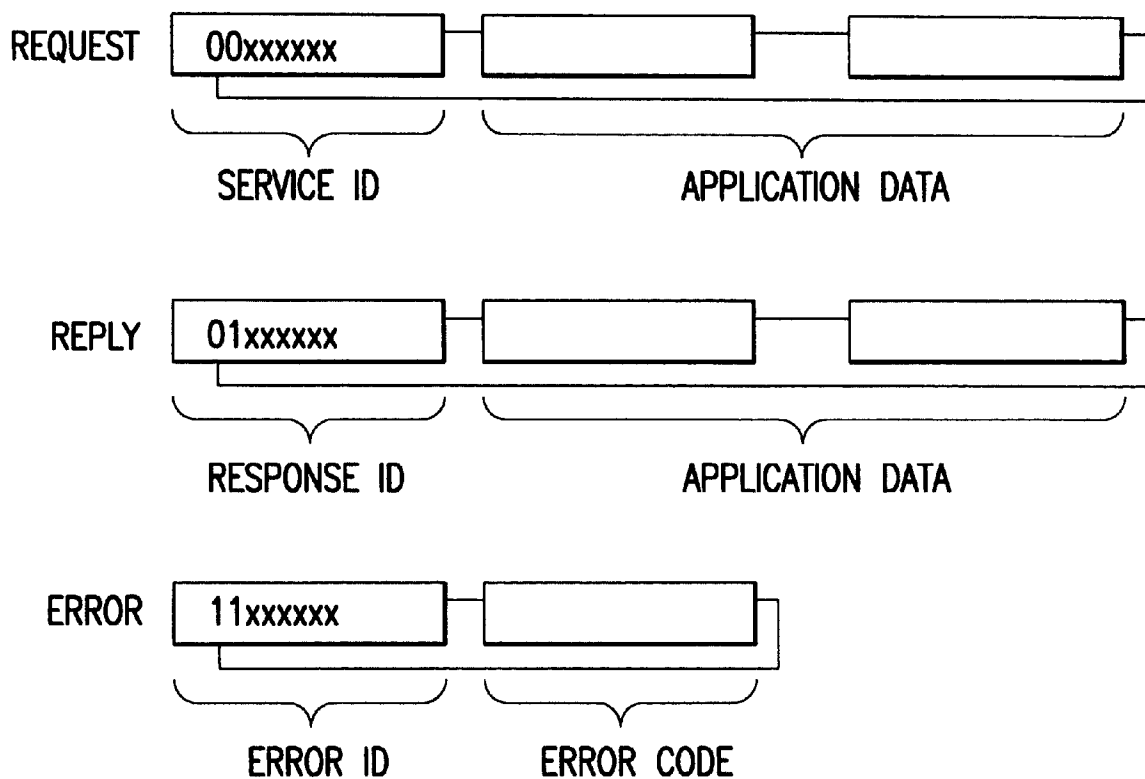 REQUEST 00xxxxxx
SERVICE ID APPLICATION DATA
REPLY 01xxxxxx
RESPONSE ID APPLICATION DATA
ERROR 11xxxxxx
ERROR ID ERROR CODE